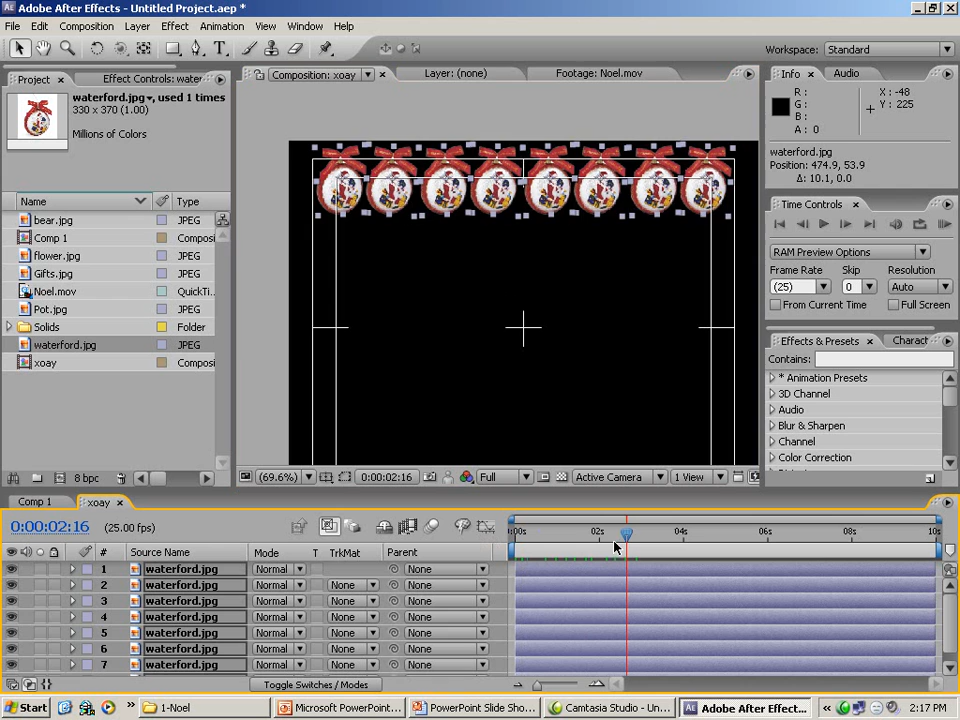 Adobe After Effects - Untitled Project.aep *
File Edit Composition Layer Effect Animation View Window Help
Workspace: Standard
Project Effect Controls: water
Composition: xoay Layer: (none) Footage: Noel.mov
Info Audio
waterford.jpg, used 1 times
330 x 370 (1.00)
Millions of Colors
R :
G :
B :
A : 0
X : -48
Y : 225
waterford.jpg
Position: 474.9, 53.9
Δ: 10.1, 0.0
Name Type
bear.jpg JPEG
Comp 1 Composi
flower.jpg JPEG
Gifts.jpg JPEG
Noel.mov QuickTi...
Pot.jpg JPEG
Solids Folder
waterford.jpg JPEG
xoay Composi
Time Controls
RAM Preview Options
Frame Rate Skip Resolution
(25) 0 Auto
From Current Time Full Screen
Effects & Presets Charact
Contains:
* Animation Presets
3D Channel
Audio
Blur & Sharpen
Channel
Color Correction
8 bpc
(69.6%) 0:00:02:16 Full Active Camera 1 View
Comp 1 xoay
0:00:02:16 (25.00 fps)
00s 02s 04s 06s 08s 10s
# Source Name Mode T TrkMat Parent
1 waterford.jpg Normal None
2 waterford.jpg Normal None None
3 waterford.jpg Normal None None
4 waterford.jpg Normal None None
5 waterford.jpg Normal None None
6 waterford.jpg Normal None None
7 waterford.jpg Normal None None
Toggle Switches / Modes
Start 1-Noel Microsoft PowerPoint... PowerPoint Slide Sho... Camtasia Studio - Un... Adobe After Effect... 2:17 PM